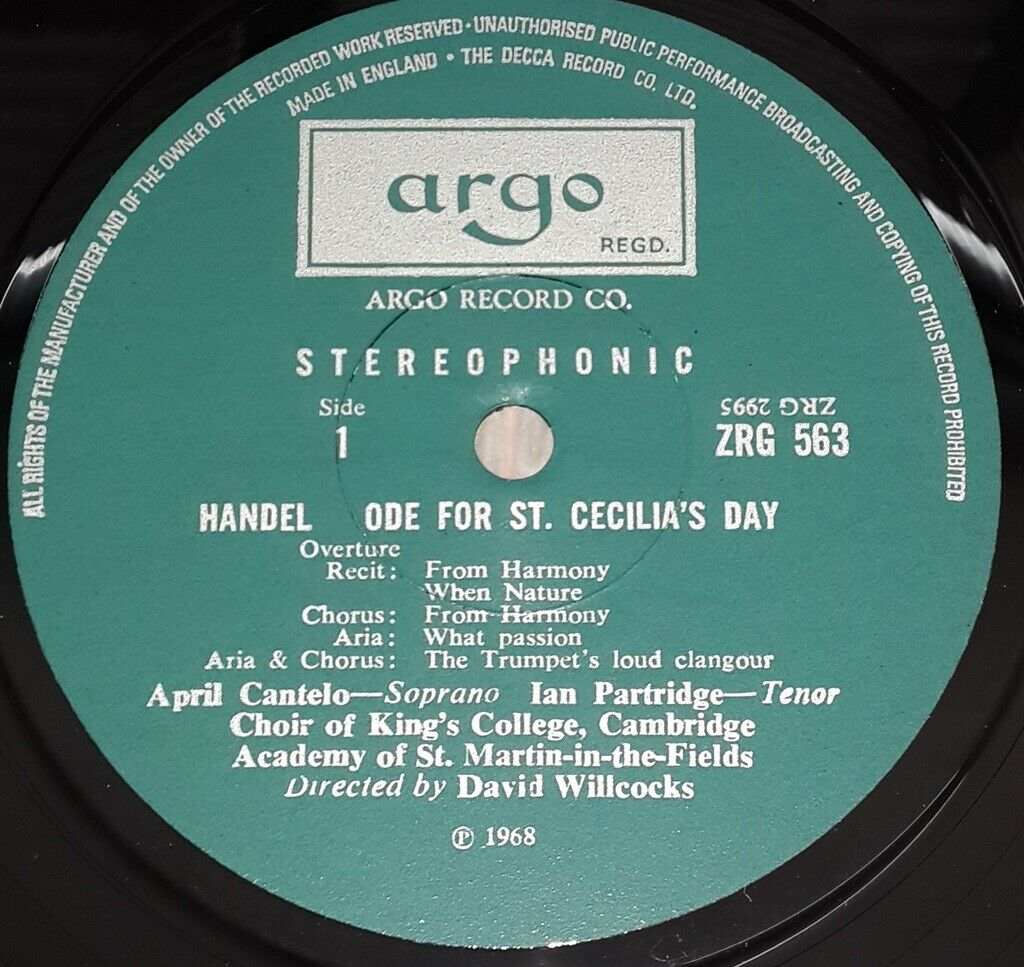 ALL RIGHTS OF THE MANUFACTURER AND OF THE OWNER OF THE RECORDED WORK RESERVED · UNAUTHORISED PUBLIC PERFORMANCE BROADCASTING AND COPYING OF THIS RECORD PROHIBITED
MADE IN ENGLAND · THE DECCA RECORD CO. LTD.
argo
REGD.
ARGO RECORD CO.
STEREOPHONIC
Side
1
ZRG 2995
ZRG 563
HANDEL ODE FOR ST. CECILIA'S DAY
Overture
Recit: From Harmony
When Nature
Chorus: From Harmony
Aria: What passion
Aria & Chorus: The Trumpet's loud clangour
April Cantelo—Soprano Ian Partridge—Tenor
Choir of King's College, Cambridge
Academy of St. Martin-in-the-Fields
Directed by David Willcocks
℗ 1968